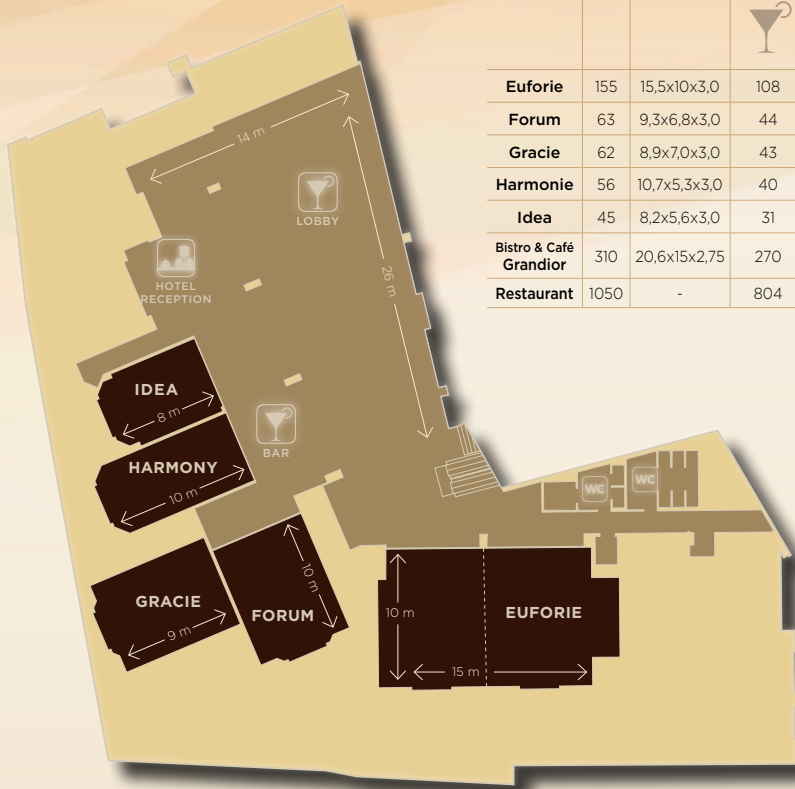 Euforie 155 15,5x10x3,0 108
Forum 63 9,3x6,8x3,0 44
Gracie 62 8,9x7,0x3,0 43
Harmonie 56 10,7x5,3x3,0 40
Idea 45 8,2x5,6x3,0 31
Bistro & Café
Grandior 310 20,6x15x2,75 270
Restaurant 1050 - 804
14 m
LOBBY
26 m
HOTEL
RECEPTION
IDEA
8 m
BAR
HARMONY
10 m
WC
WC
GRACIE
9 m
FORUM
10 m
EUFORIE
10 m
15 m